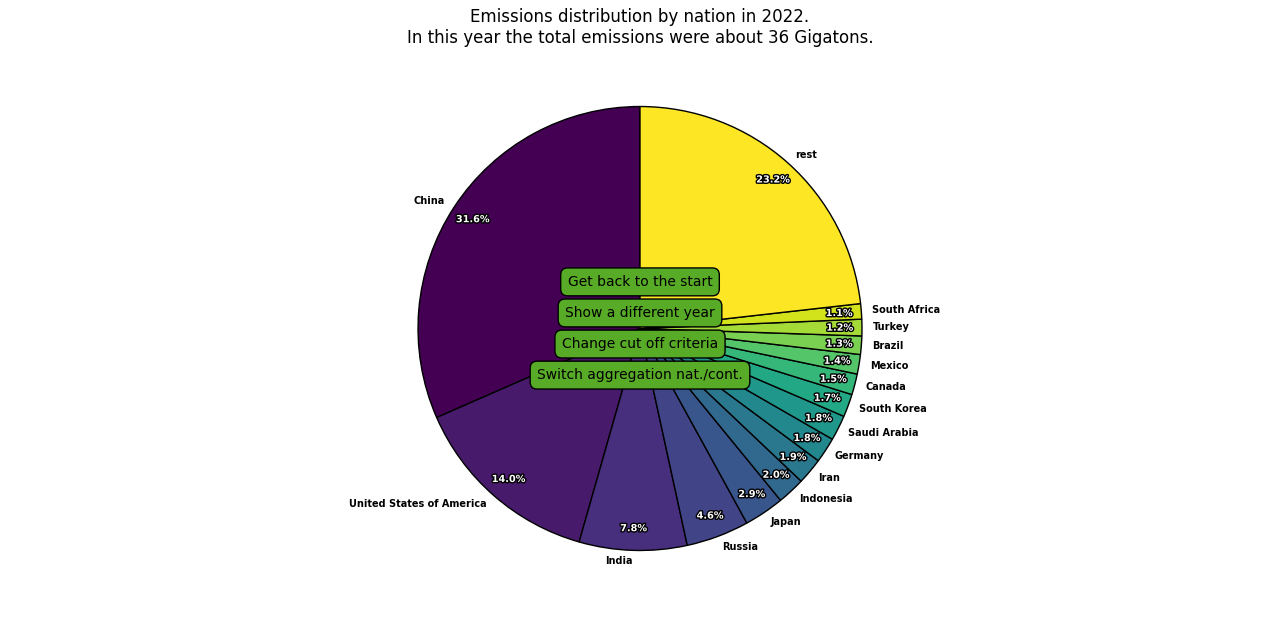 Emissions distribution by nation in 2022.
In this year the total emissions were about 36 Gigatons.
rest
23.2%
China
31.6%
Get back to the start
Show a different year
Change cut off criteria
Switch aggregation nat./cont.
South Africa
1.1%
Turkey
1.2%
Brazil
1.3%
Mexico
1.4%
Canada
1.5%
South Korea
1.7%
Saudi Arabia
1.8%
Germany
1.8%
Iran
1.9%
Indonesia
2.0%
Japan
2.9%
Russia
4.6%
India
7.8%
United States of America
14.0%